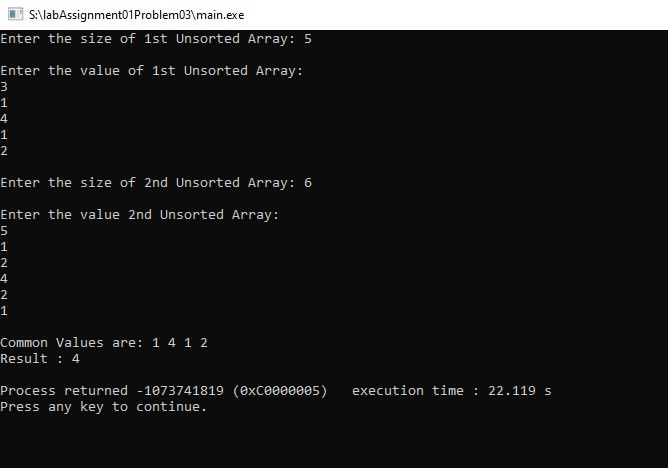 S:\labAssignment01Problem03\main.exe
Enter the size of 1st Unsorted Array: 5
Enter the value of 1st Unsorted Array:
3
1
4
1
2
Enter the size of 2nd Unsorted Array: 6
Enter the value 2nd Unsorted Array:
5
1
2
4
2
1
Common Values are: 1 4 1 2
Result : 4
Process returned -1073741819 (0xC0000005)   execution time : 22.119 s
Press any key to continue.